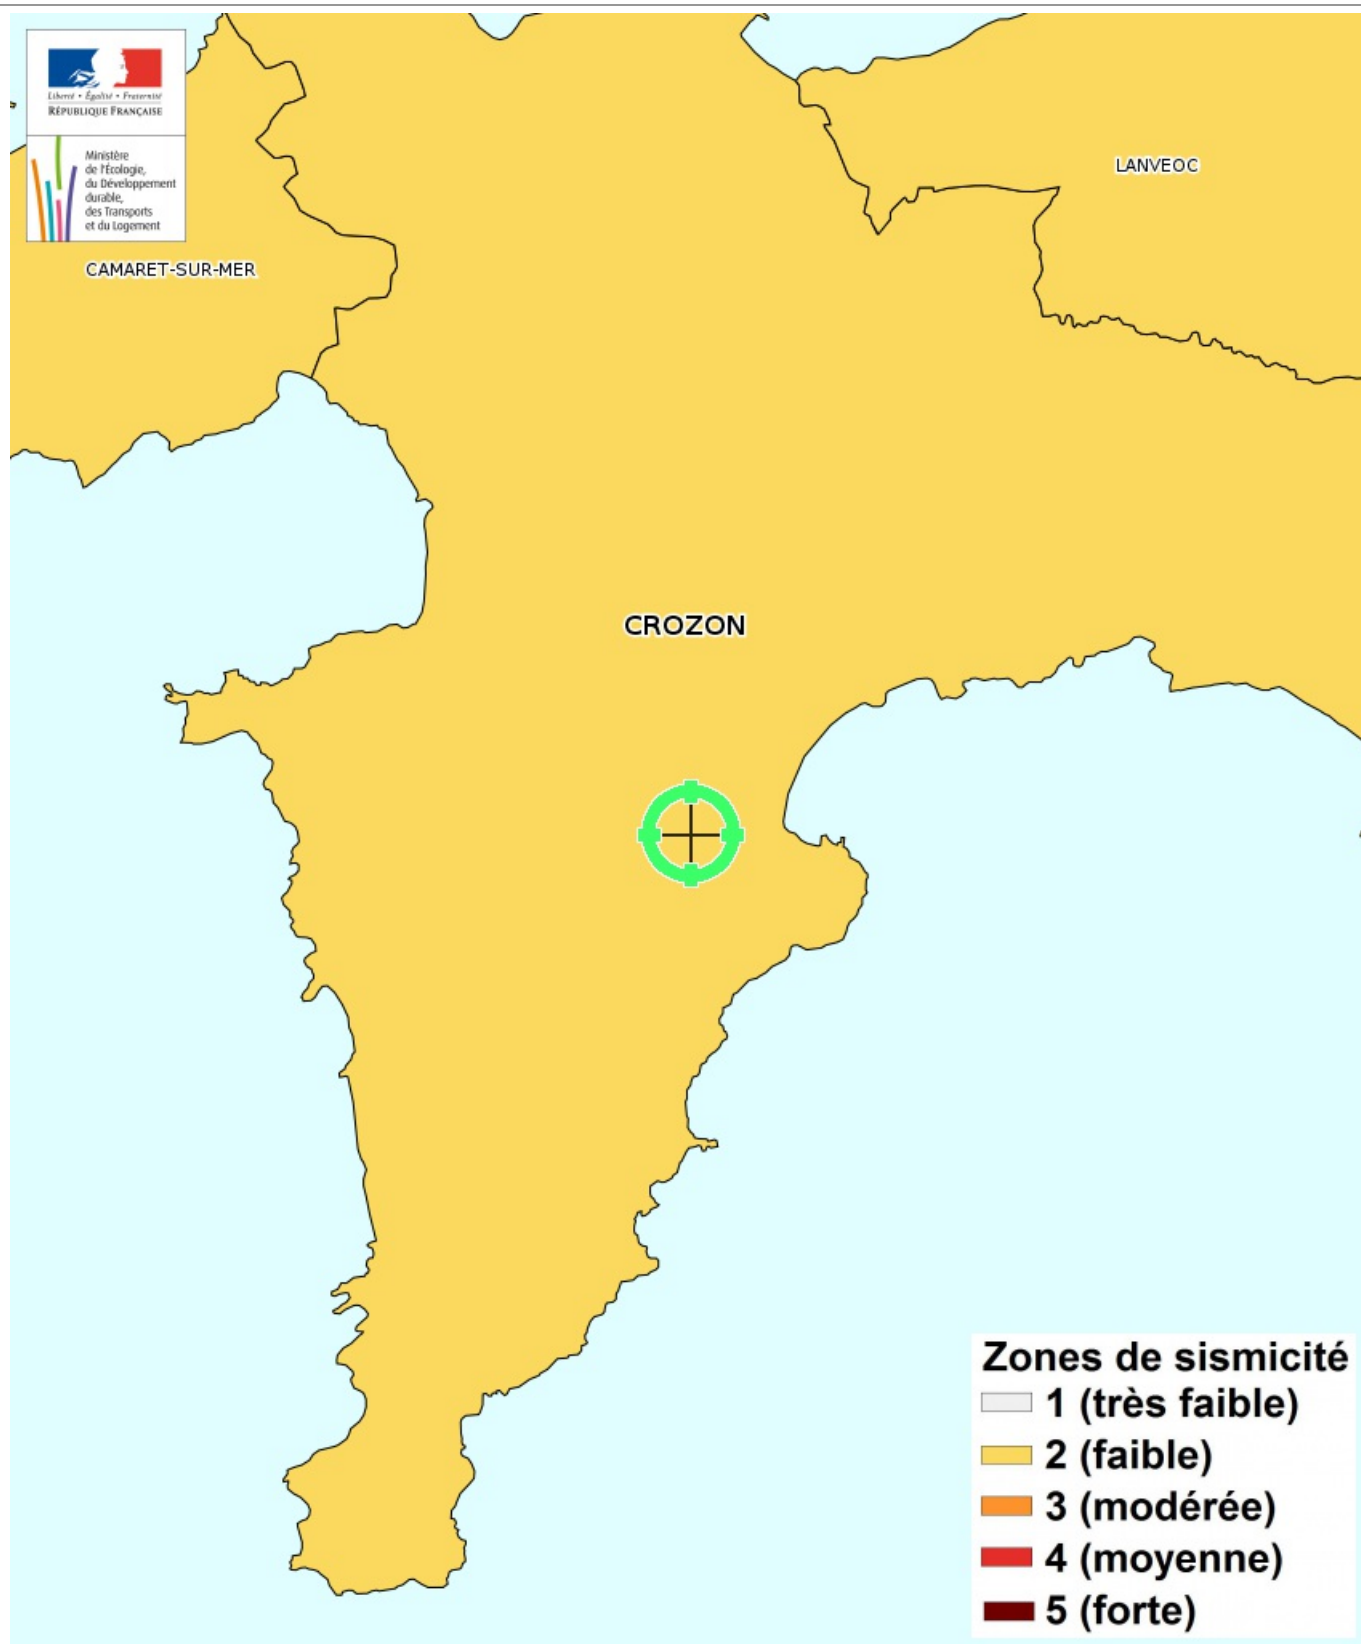 Liberté • Égalité • Fraternité
RÉPUBLIQUE FRANÇAISE
Ministère
de l'Écologie,
du Développement
durable,
des Transports
et du Logement
LANVEOC
CAMARET-SUR-MER
CROZON
Zones de sismicité
1 (très faible)
2 (faible)
3 (modérée)
4 (moyenne)
5 (forte)